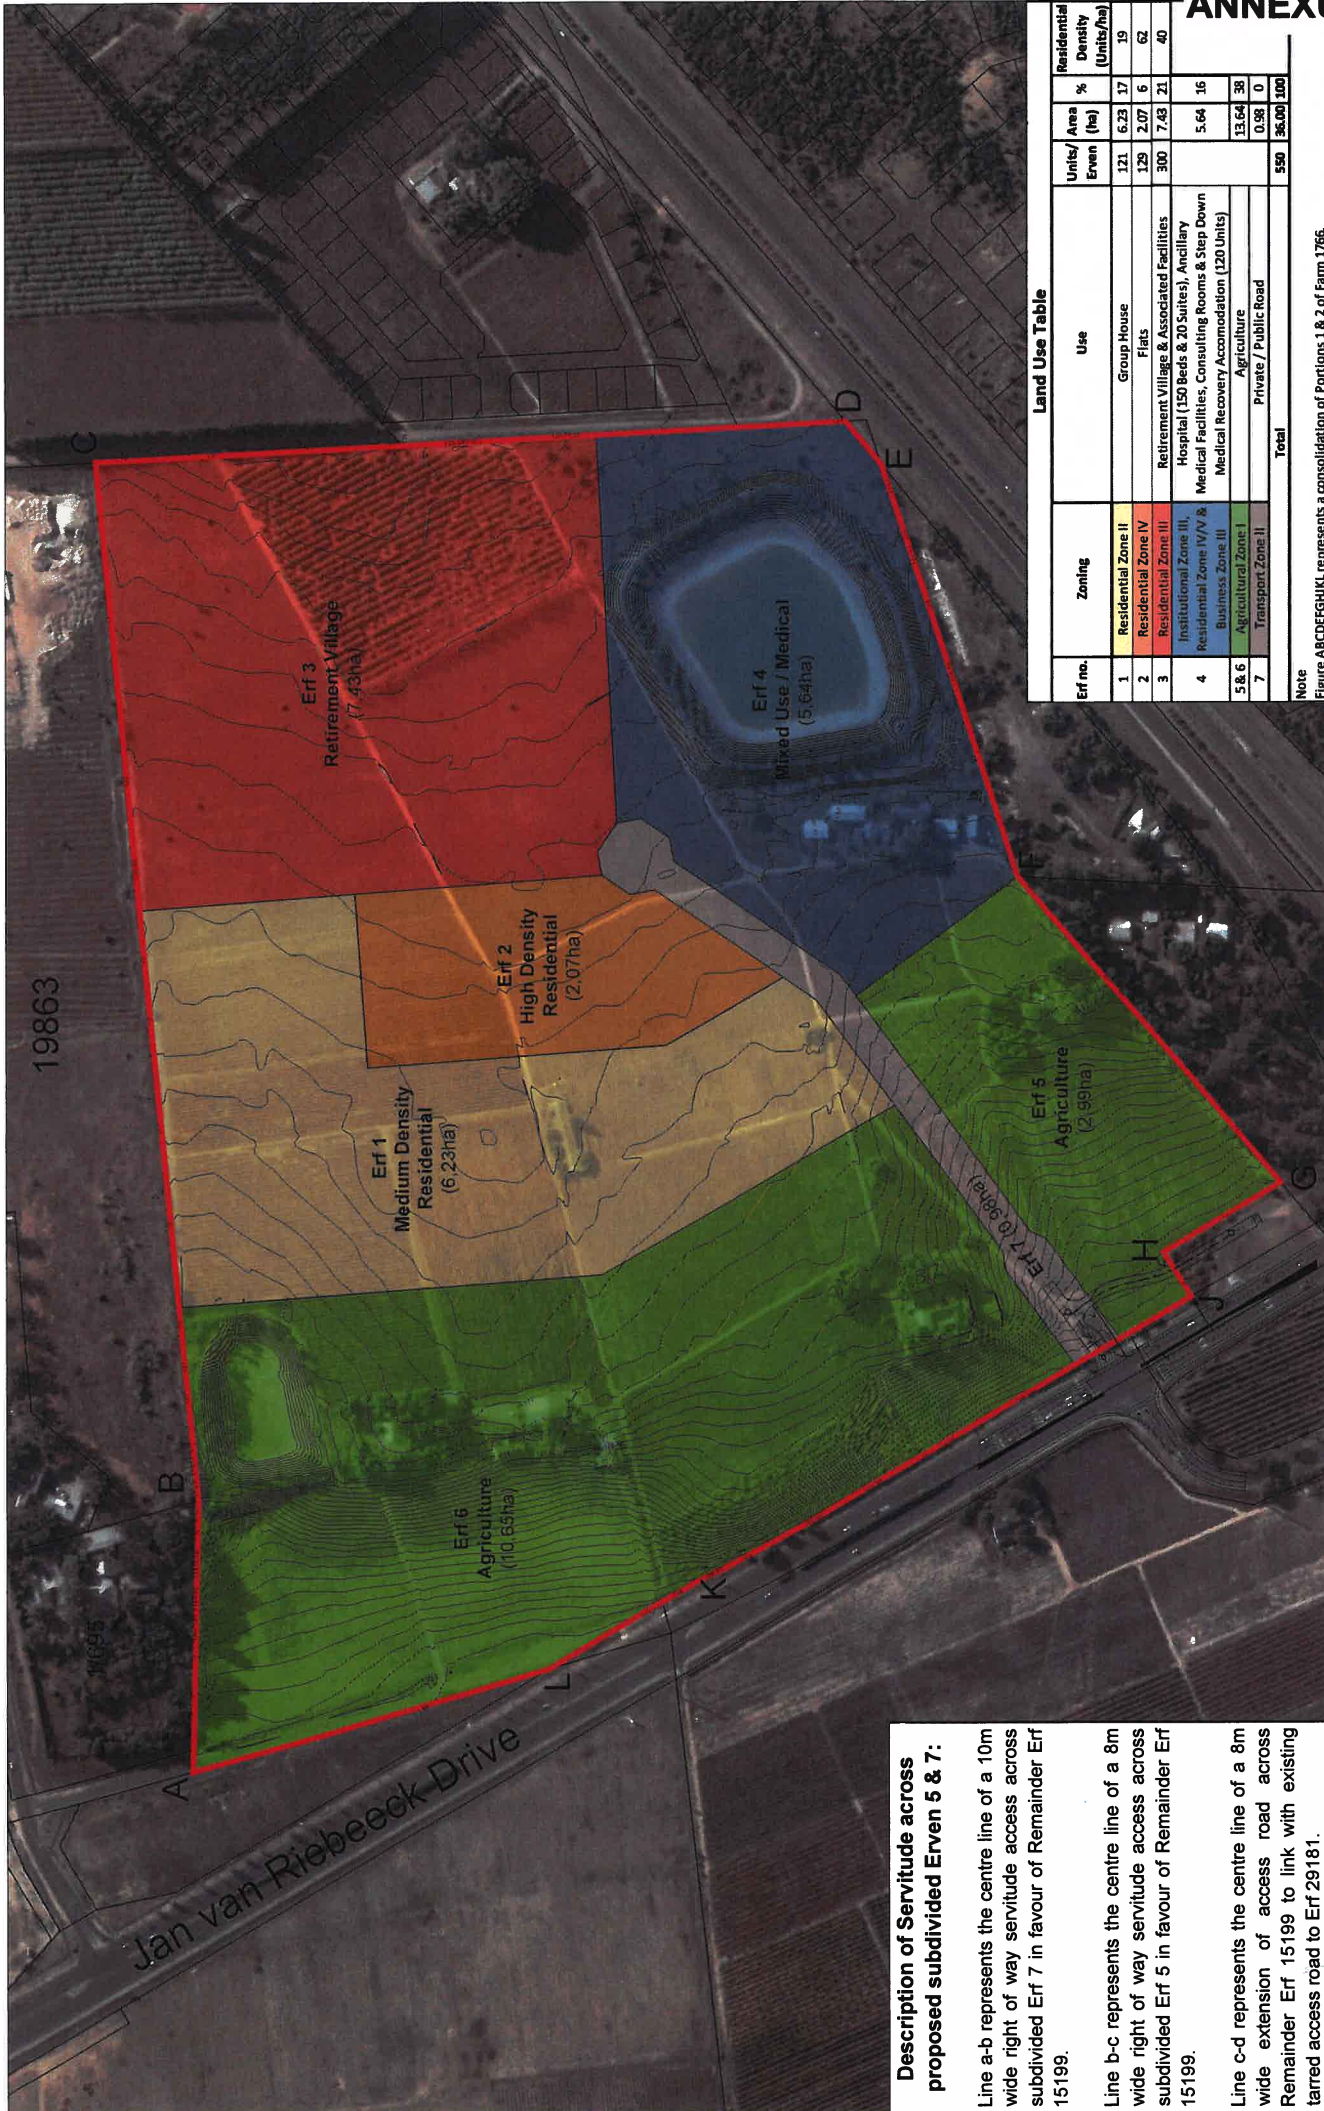 ANNEXU
19863
C
B
A
D
E
F
G
H
J
K
L
Jan van Riebeeck Drive
Erf 3
Retirement Village
(7,43ha)
Erf 4
Mixed Use / Medical
(5,64ha)
Erf 2
High Density
Residential
(2,07ha)
Erf 1
Medium Density
Residential
(6,23ha)
Erf 5
Agriculture
(2,99ha)
Erf 7 (0,98ha)
Erf 6
Agriculture
(10,65ha)
Description of Servitude across
proposed subdivided Erven 5 & 7:
Line a-b represents the centre line of a 10m
wide right of way servitude access across
subdivided Erf 7 in favour of Remainder Erf
15199.
Line b-c represents the centre line of a 8m
wide right of way servitude access across
subdivided Erf 5 in favour of Remainder Erf
15199.
Line c-d represents the centre line of a 8m
wide extension of access road across
Remainder Erf 15199 to link with existing
tarred access road to Erf 29181.
Land Use Table
Erf no. Zoning Use Units/ Erven Area (ha) % Residential Density (Units/ha)
1 Residential Zone II Group House 121 6.23 17 19
2 Residential Zone IV Flats 129 2.07 6 62
3 Residential Zone III Retirement Village & Associated Facilities 300 7.43 21 40
4 Institutional Zone III, Residential Zone IV/V & Business Zone III Hospital (150 Beds & 20 Suites), Ancillary Medical Facilities, Consulting Rooms & Step Down Medical Recovery Accomodation (120 Units) 5.64 16
5 & 6 Agricultural Zone I Agriculture 13.64 38
7 Transport Zone II Private / Public Road 0.98 0
Total 550 36.00 100
Note
Figure ABCDEFGHJKL represents a consolidation of Portions 1 & 2 of Farm 1766.